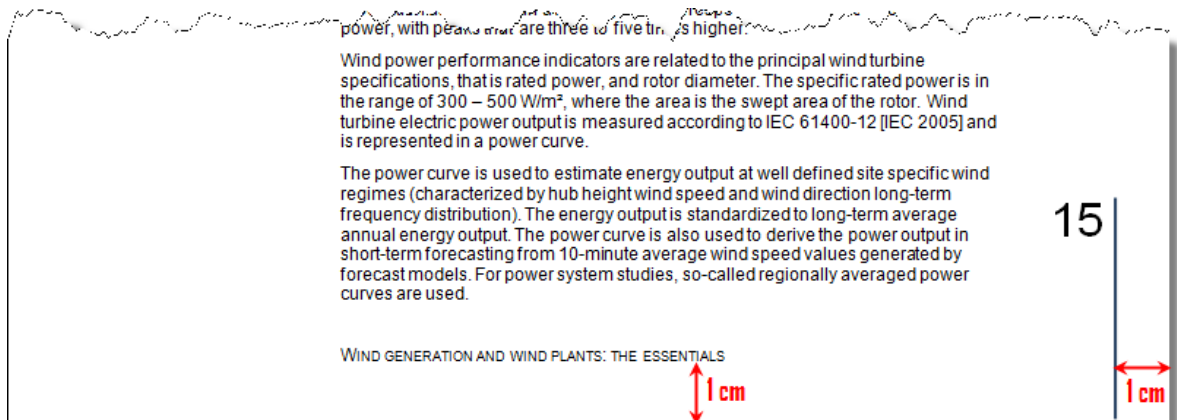 power, with peaks that are three to five times higher.
Wind power performance indicators are related to the principal wind turbine
specifications, that is rated power, and rotor diameter. The specific rated power is in
the range of 300 – 500 W/m², where the area is the swept area of the rotor. Wind
turbine electric power output is measured according to IEC 61400-12 [IEC 2005] and
is represented in a power curve.
The power curve is used to estimate energy output at well defined site specific wind
regimes (characterized by hub height wind speed and wind direction long-term
frequency distribution). The energy output is standardized to long-term average
annual energy output. The power curve is also used to derive the power output in
short-term forecasting from 10-minute average wind speed values generated by
forecast models. For power system studies, so-called regionally averaged power
curves are used.
15
WIND GENERATION AND WIND PLANTS: THE ESSENTIALS
1 cm
1 cm